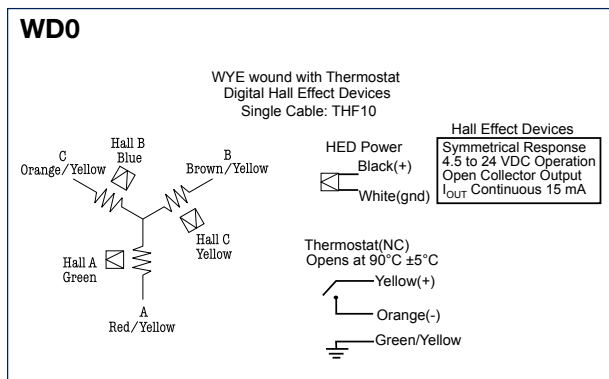 WD0
WYE wound with Thermostat
Digital Hall Effect Devices
Single Cable: THF10
Hall B
Blue
C
Orange/Yellow
B
Brown/Yellow
Hall C
Yellow
Hall A
Green
A
Red/Yellow
HED Power
Black(+)
White(gnd)
Hall Effect Devices
Symmetrical Response
4.5 to 24 VDC Operation
Open Collector Output
IOUT Continuous 15 mA
Thermostat(NC)
Opens at 90°C ±5°C
Yellow(+)
Orange(-)
Green/Yellow